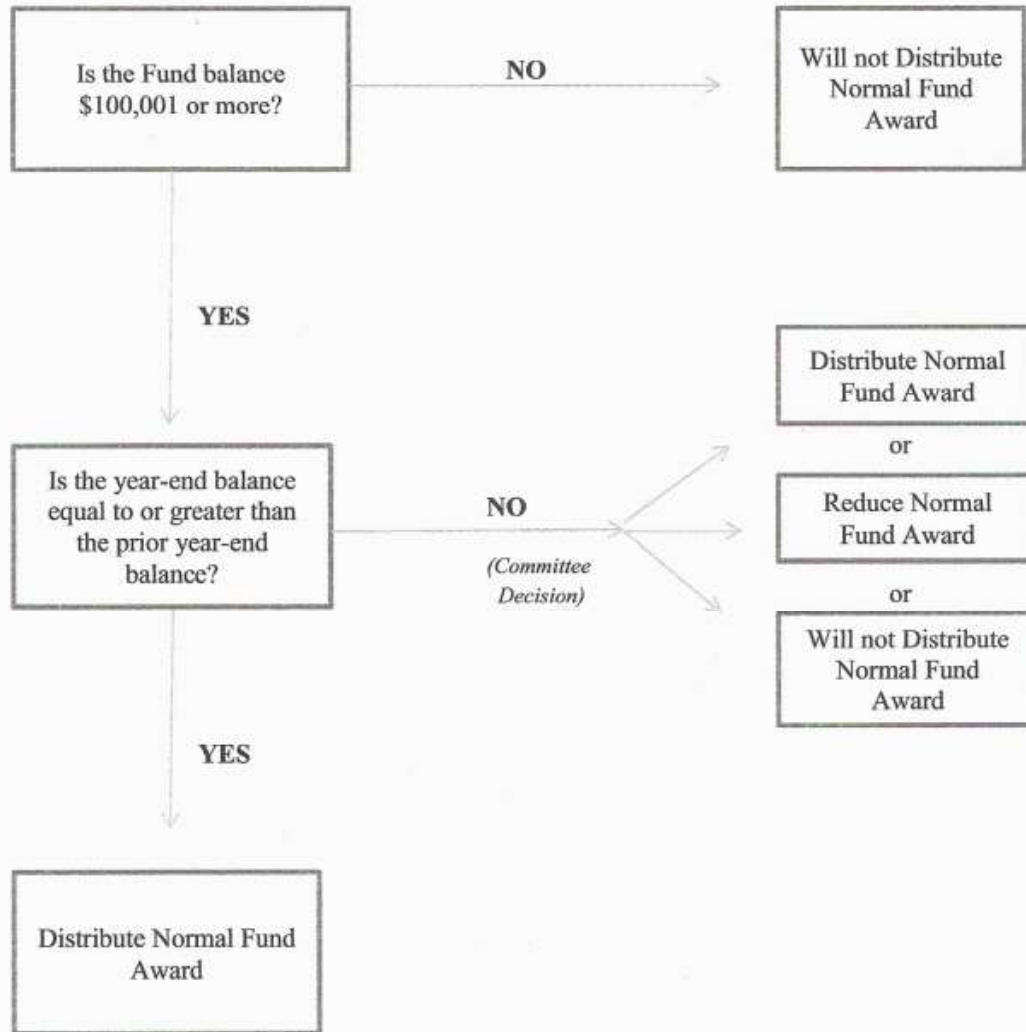 Is the Fund balance
$100,001 or more?
NO
Will not Distribute
Normal Fund
Award
YES
Is the year-end balance
equal to or greater than
the prior year-end
balance?
NO
(Committee
Decision)
Distribute Normal
Fund Award
or
Reduce Normal
Fund Award
or
Will not Distribute
Normal Fund
Award
YES
Distribute Normal Fund
Award